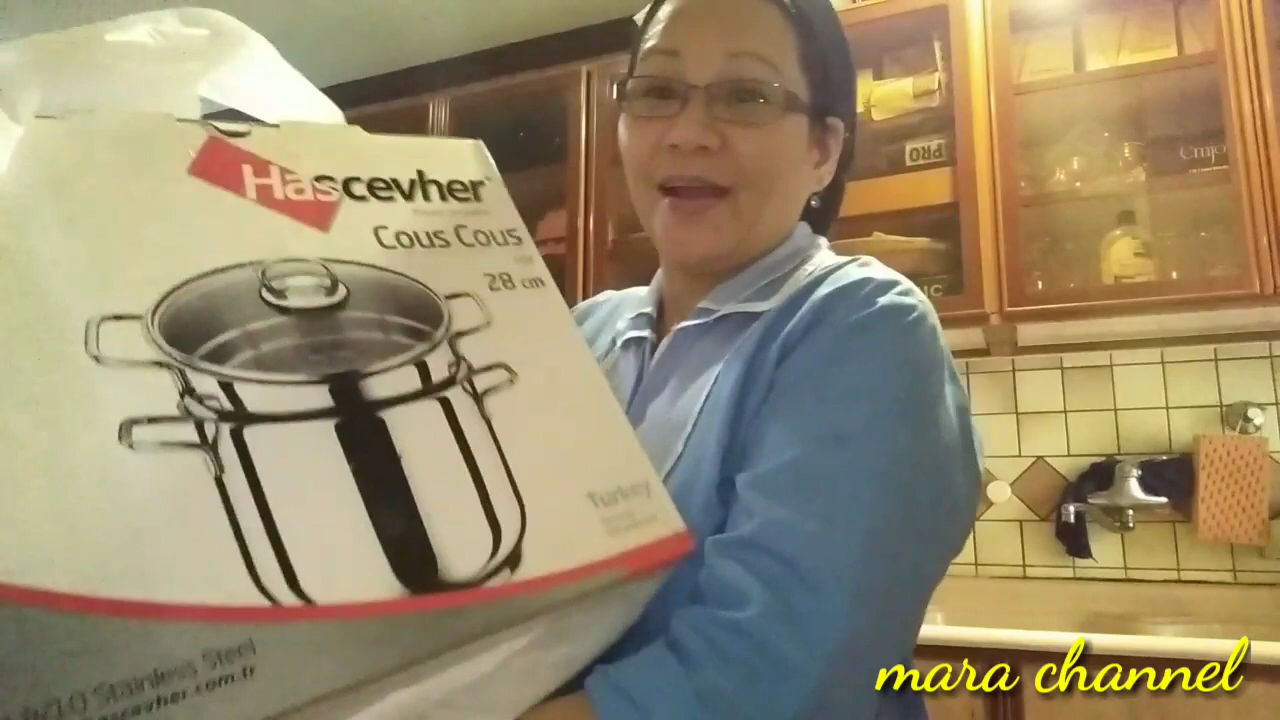 Hascevher
Cous Cous
28 cm
Turkey
Stainless Steel
hascevher.com.tr
PRO
mara channel